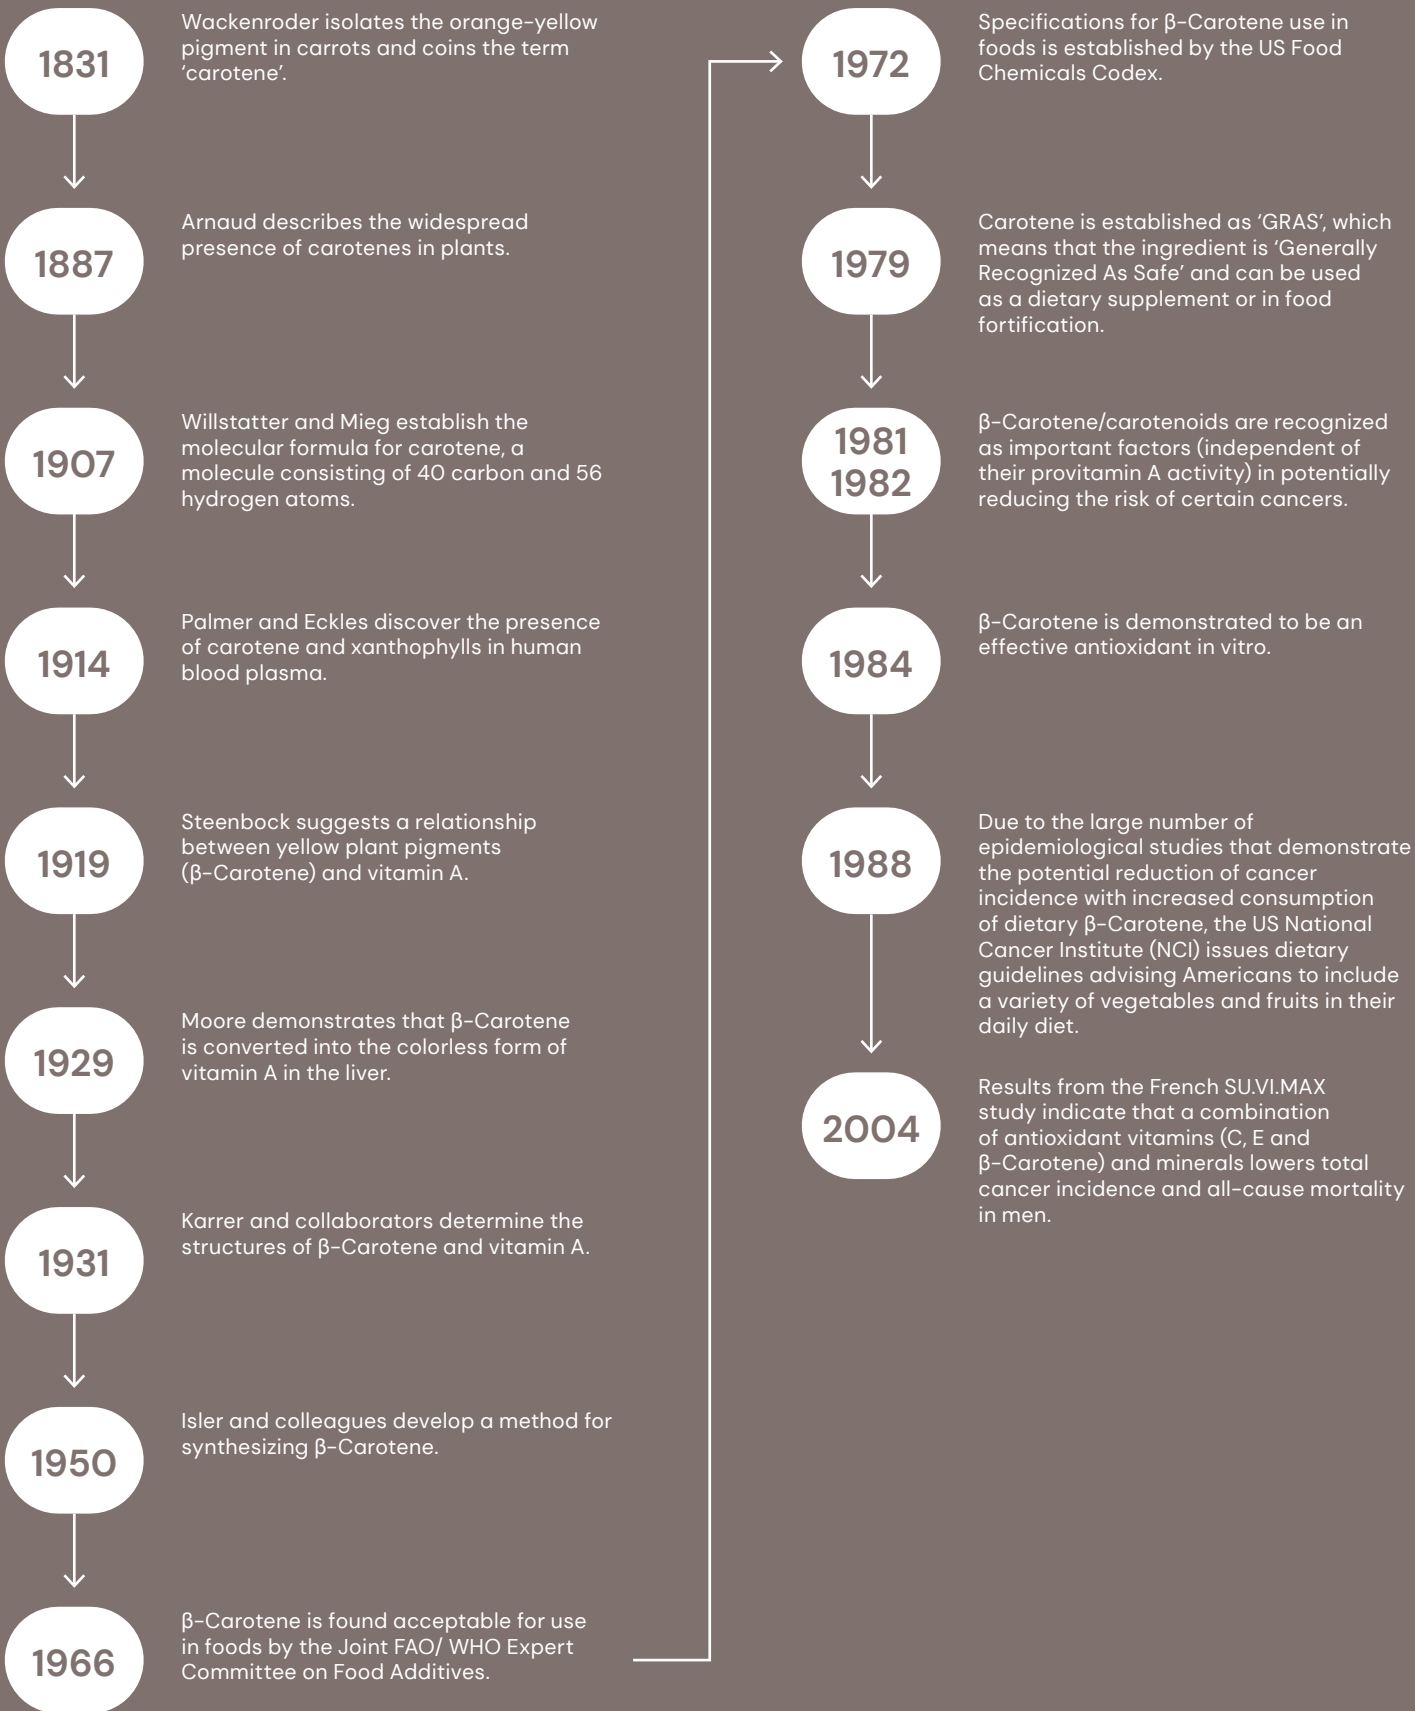 1831
Wackenroder isolates the orange-yellow
pigment in carrots and coins the term
‘carotene’.
1887
Arnaud describes the widespread
presence of carotenes in plants.
1907
Willstatter and Mieg establish the
molecular formula for carotene, a
molecule consisting of 40 carbon and 56
hydrogen atoms.
1914
Palmer and Eckles discover the presence
of carotene and xanthophylls in human
blood plasma.
1919
Steenbock suggests a relationship
between yellow plant pigments
(β-Carotene) and vitamin A.
1929
Moore demonstrates that β-Carotene
is converted into the colorless form of
vitamin A in the liver.
1931
Karrer and collaborators determine the
structures of β-Carotene and vitamin A.
1950
Isler and colleagues develop a method for
synthesizing β-Carotene.
1966
β-Carotene is found acceptable for use
in foods by the Joint FAO/ WHO Expert
Committee on Food Additives.
1972
Specifications for β-Carotene use in
foods is established by the US Food
Chemicals Codex.
1979
Carotene is established as ‘GRAS’, which
means that the ingredient is ‘Generally
Recognized As Safe’ and can be used
as a dietary supplement or in food
fortification.
1981
1982
β-Carotene/carotenoids are recognized
as important factors (independent of
their provitamin A activity) in potentially
reducing the risk of certain cancers.
1984
β-Carotene is demonstrated to be an
effective antioxidant in vitro.
1988
Due to the large number of
epidemiological studies that demonstrate
the potential reduction of cancer
incidence with increased consumption
of dietary β-Carotene, the US National
Cancer Institute (NCI) issues dietary
guidelines advising Americans to include
a variety of vegetables and fruits in their
daily diet.
2004
Results from the French SU.VI.MAX
study indicate that a combination
of antioxidant vitamins (C, E and
β-Carotene) and minerals lowers total
cancer incidence and all-cause mortality
in men.